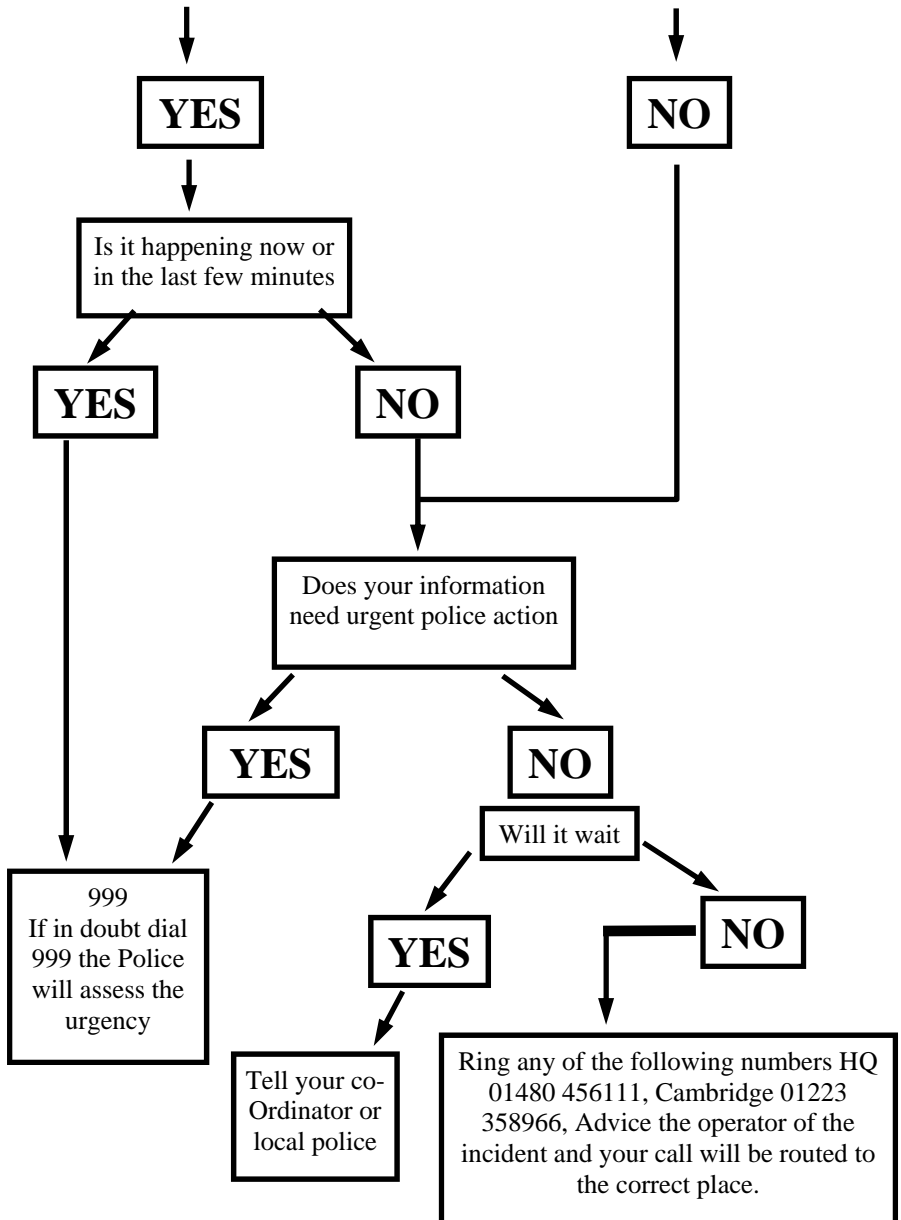 YES
NO
Is it happening now or
in the last few minutes
YES
NO
Does your information
need urgent police action
YES
NO
Will it wait
999
If in doubt dial
999 the Police
will assess the
urgency
YES
NO
Tell your co-
Ordinator or
local police
Ring any of the following numbers HQ
01480 456111, Cambridge 01223
358966, Advice the operator of the
incident and your call will be routed to
the correct place.